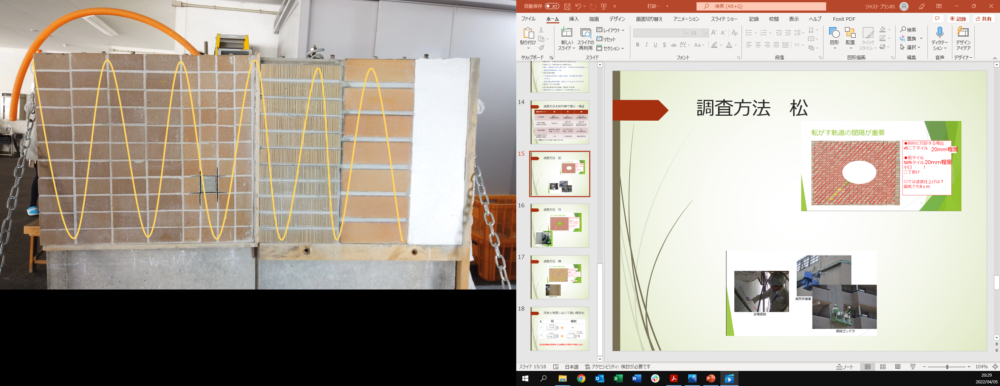 1-W-15
自動保存 オフ
打診…
検索 (Alt+Q)
ジャスト プラン81
ファイル ホーム 挿入 描画 デザイン 画面切り替え アニメーション スライド ショー 記録 校閲 表示 ヘルプ Foxit PDF
記録 共有
貼り付け
クリップボード
新しい
スライド
スライドの
再利用
レイアウト
リセット
セクション
スライド
18
B I U S ab AV Aa A
フォント
段落
図形 配置 クイック
スタイル
図形描画
検索
置換
選択
編集
ディクテー
ション
音声
デザイン
アイデア
デザイナー
14
調査方法を松竹梅で確立・検証
15
調査方法 松
16
調査方法 竹
17
調査方法 梅
18
浮きと判定しなくて良い場合も
調査方法 松
転がす軌道の間隔が重要
●斜めに打診する場合
45二丁タイル 20mm程度
●他タイル
50角タイル 20mm程度
小口 !
二丁掛け
○では塗装仕上げは?
最低でも5cm
足場仮設
高所作業車
仮設ゴンドラ
スライド 15/18 日本語 アクセシビリティ: 検討が必要です
ノート
104%
20:29
2022/04/05